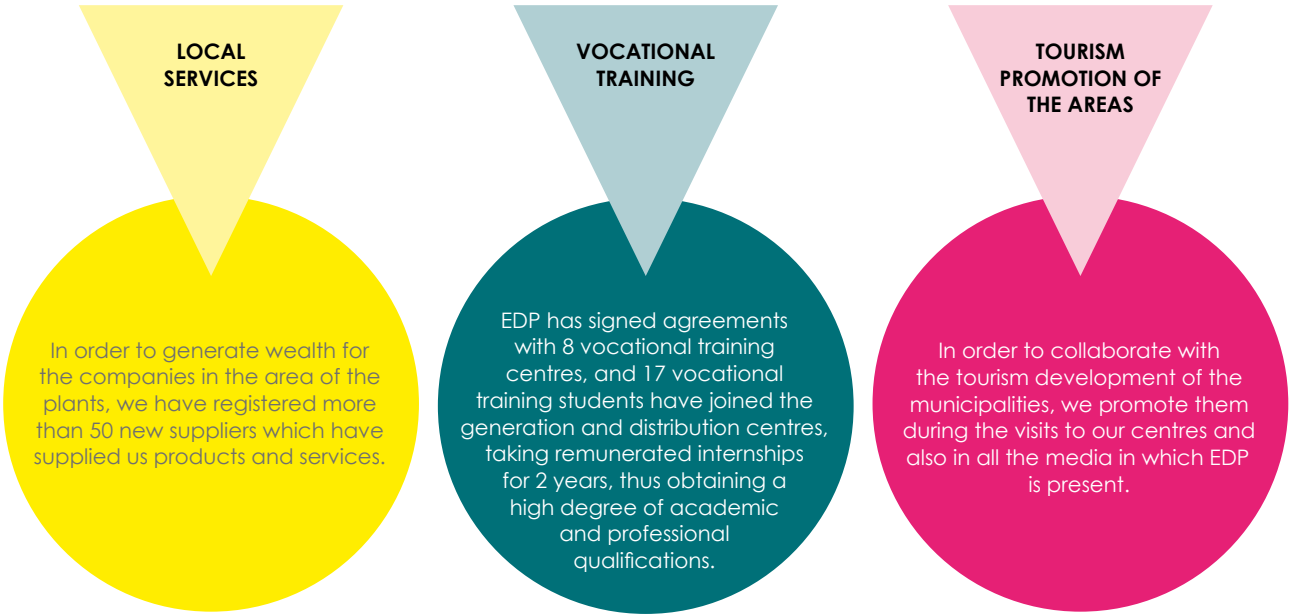 LOCAL
SERVICES
In order to generate wealth for
the companies in the area of the
plants, we have registered more
than 50 new suppliers which have
supplied us products and services.
VOCATIONAL
TRAINING
EDP has signed agreements
with 8 vocational training
centres, and 17 vocational
training students have joined the
generation and distribution centres,
taking remunerated internships
for 2 years, thus obtaining a
high degree of academic
and professional
qualifications.
TOURISM
PROMOTION OF
THE AREAS
In order to collaborate with
the tourism development of the
municipalities, we promote them
during the visits to our centres and
also in all the media in which EDP
is present.